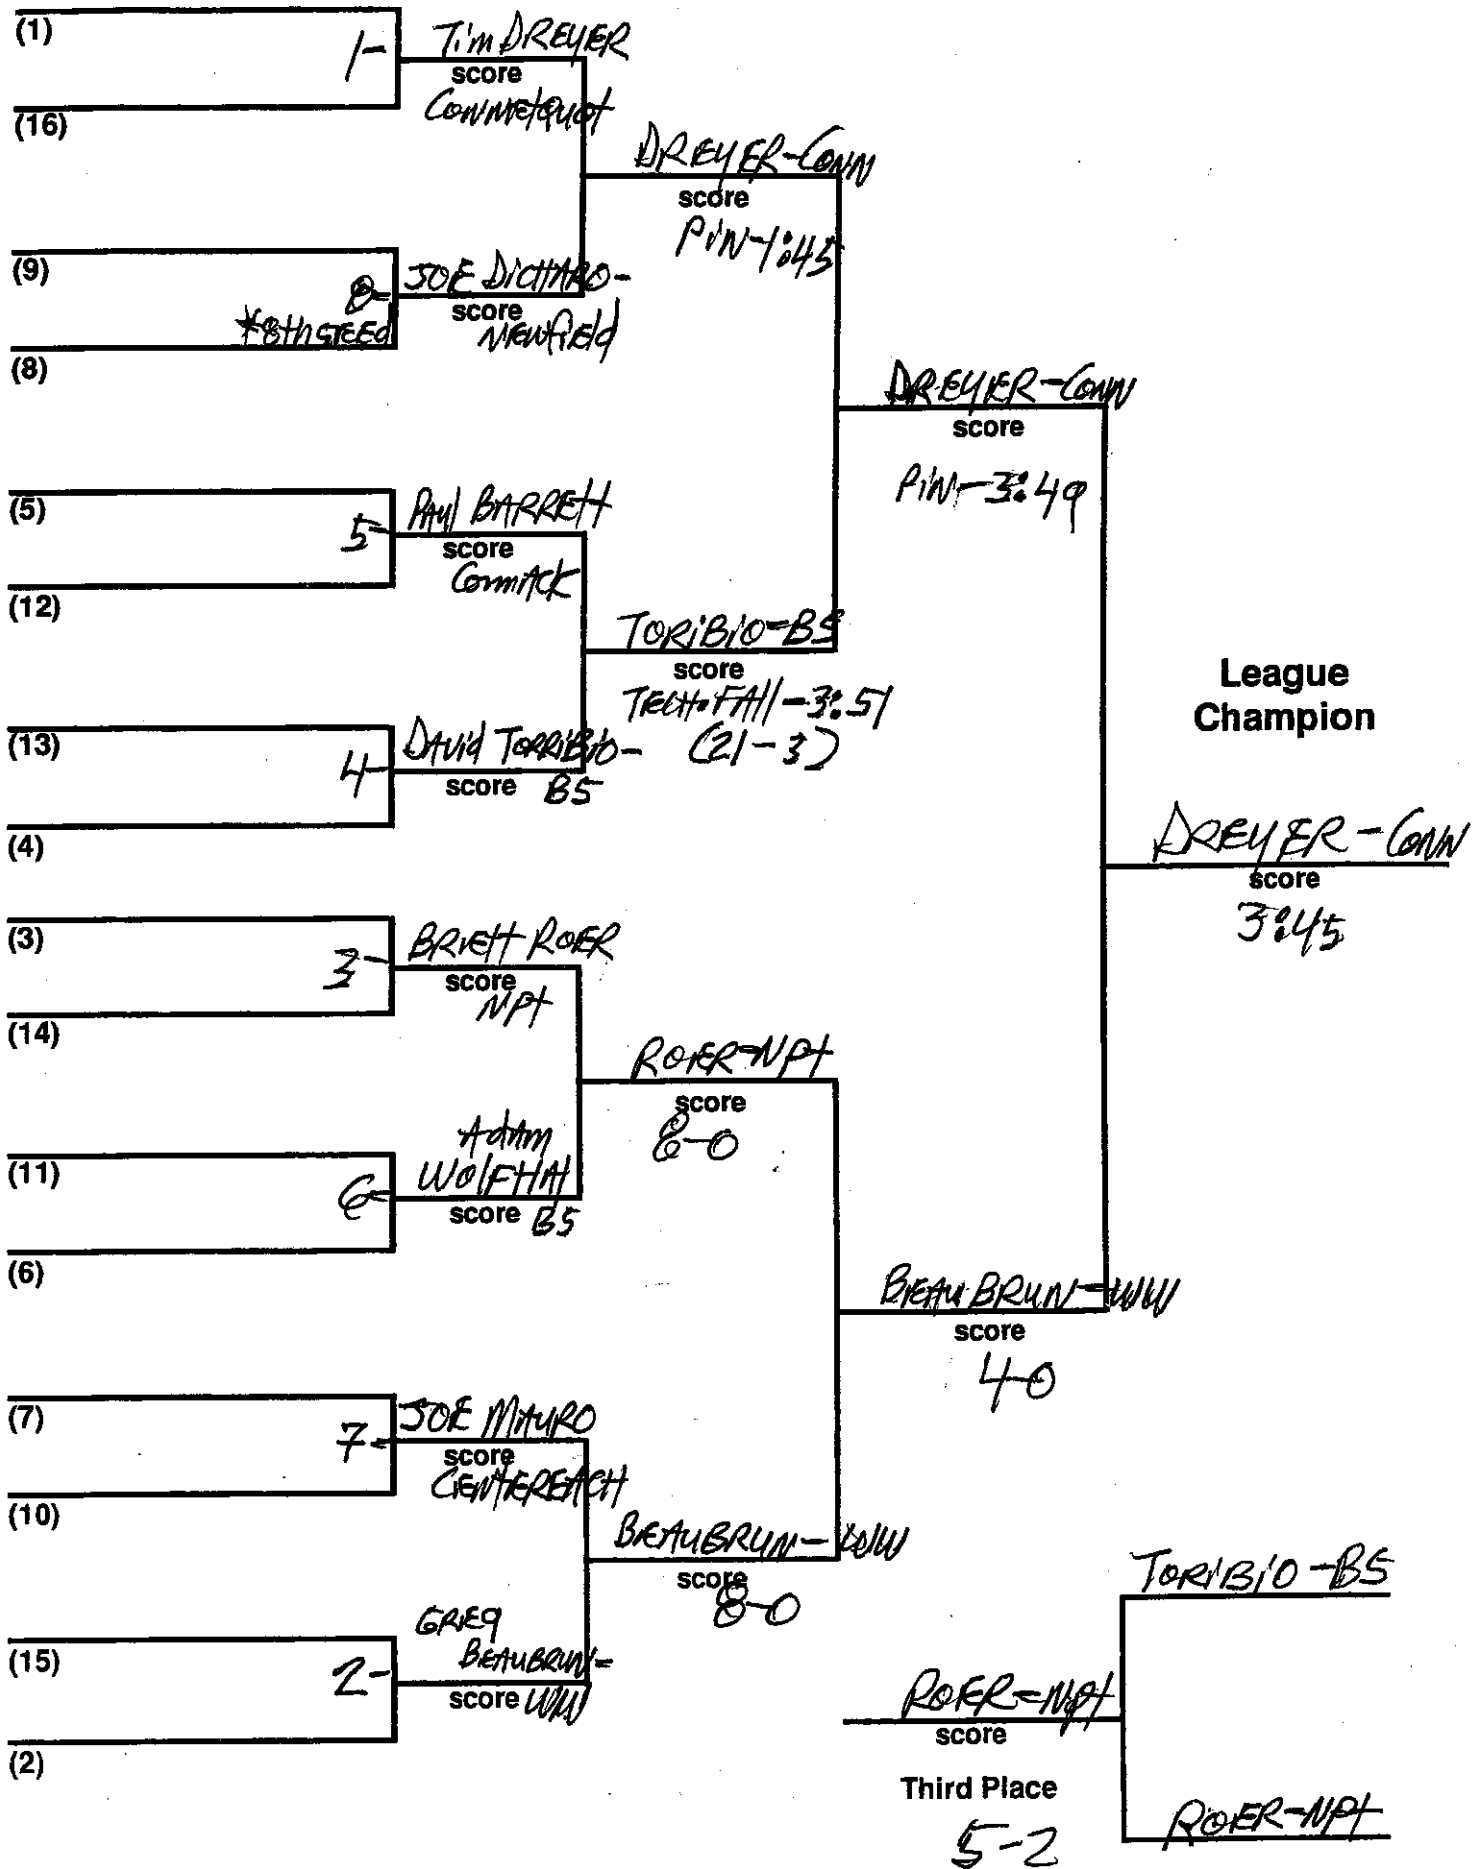 (1)
1-
Tim DREYER
score
Connetquot
(16)
DREYER-CONN
score
PiN-1:45
(9)
8-
JOE DiCHARO-
score
Newfield
*8th SEED
(8)
DREYER-CONN
score
PiN-3:49
(5)
5-
PAul BARRETT
score
CommACK
(12)
TORiBiO-BS
score
TECH.FAll-3:51
(21-3)
(13)
4-
DAvid TORRiBiO-
score BS
(4)
League
Champion
DREYER-CONN
score
3:45
(3)
3-
BRETT ROER
score
NPt
(14)
ROER-NPt
score
8-0
(11)
6-
AdAm
WOlFHAl
score BS
(6)
BEAUBRUN-WW
score
4-0
(7)
7-
JOE MAURO
score
CENTEREACH
(10)
BEAUBRUN-WW
score
8-0
(15)
2-
GREg
BEAUBRUN-
score WW
(2)
TORiBiO-BS
ROER-NPt
score
Third Place
5-2
ROER-NPt